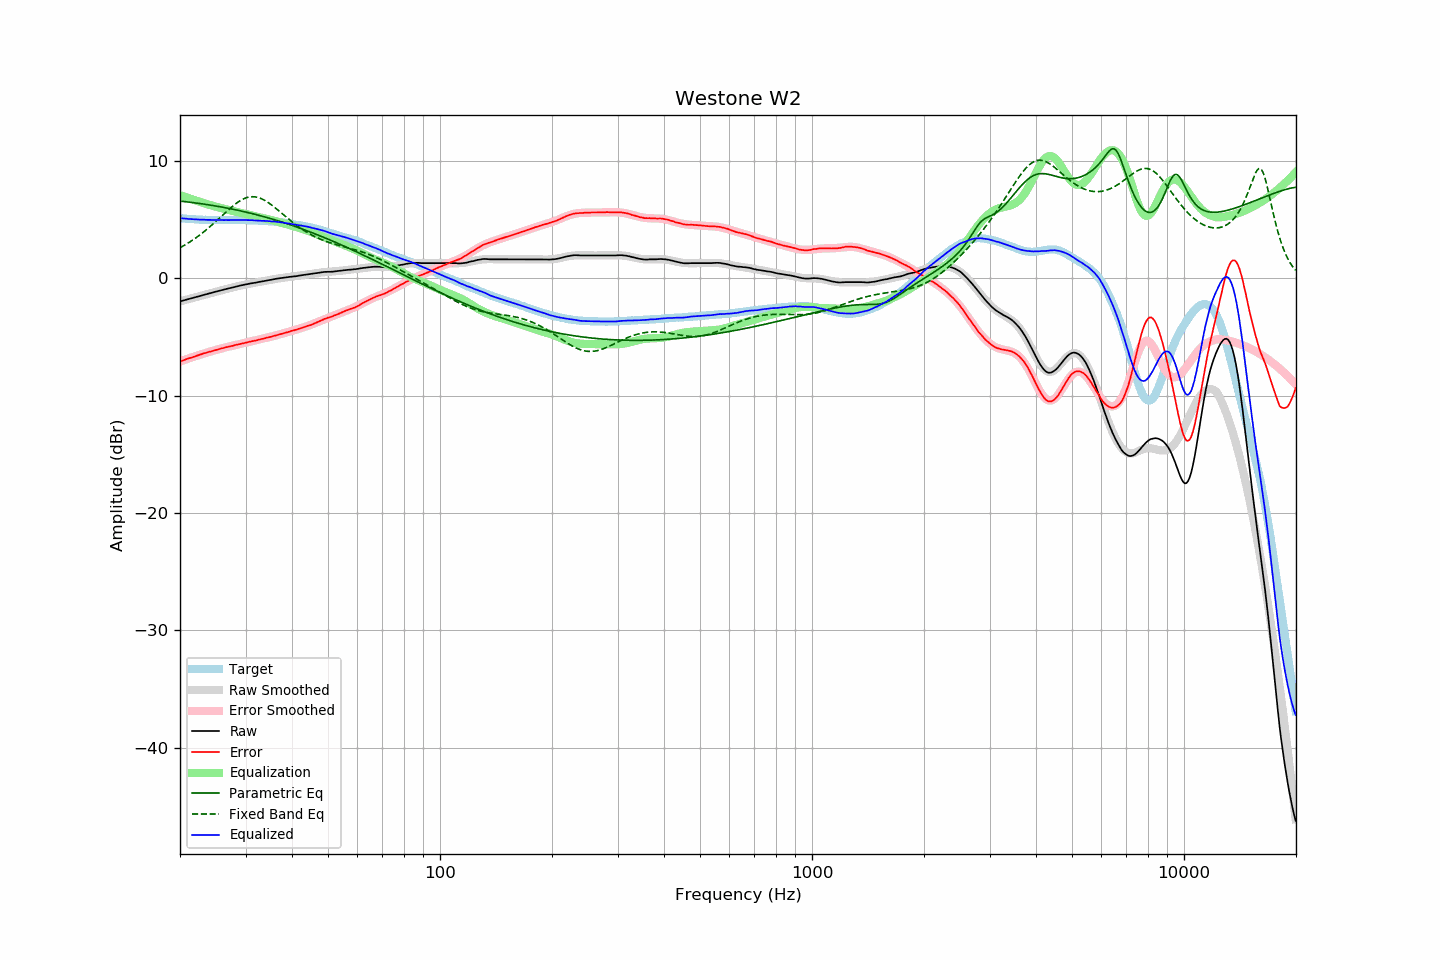 Westone W2
10
0
−10
−20
−30
−40
Amplitude (dBr)
Target
Raw Smoothed
Error Smoothed
Raw
Error
Equalization
Parametric Eq
Fixed Band Eq
Equalized
100
1000
10000
Frequency (Hz)